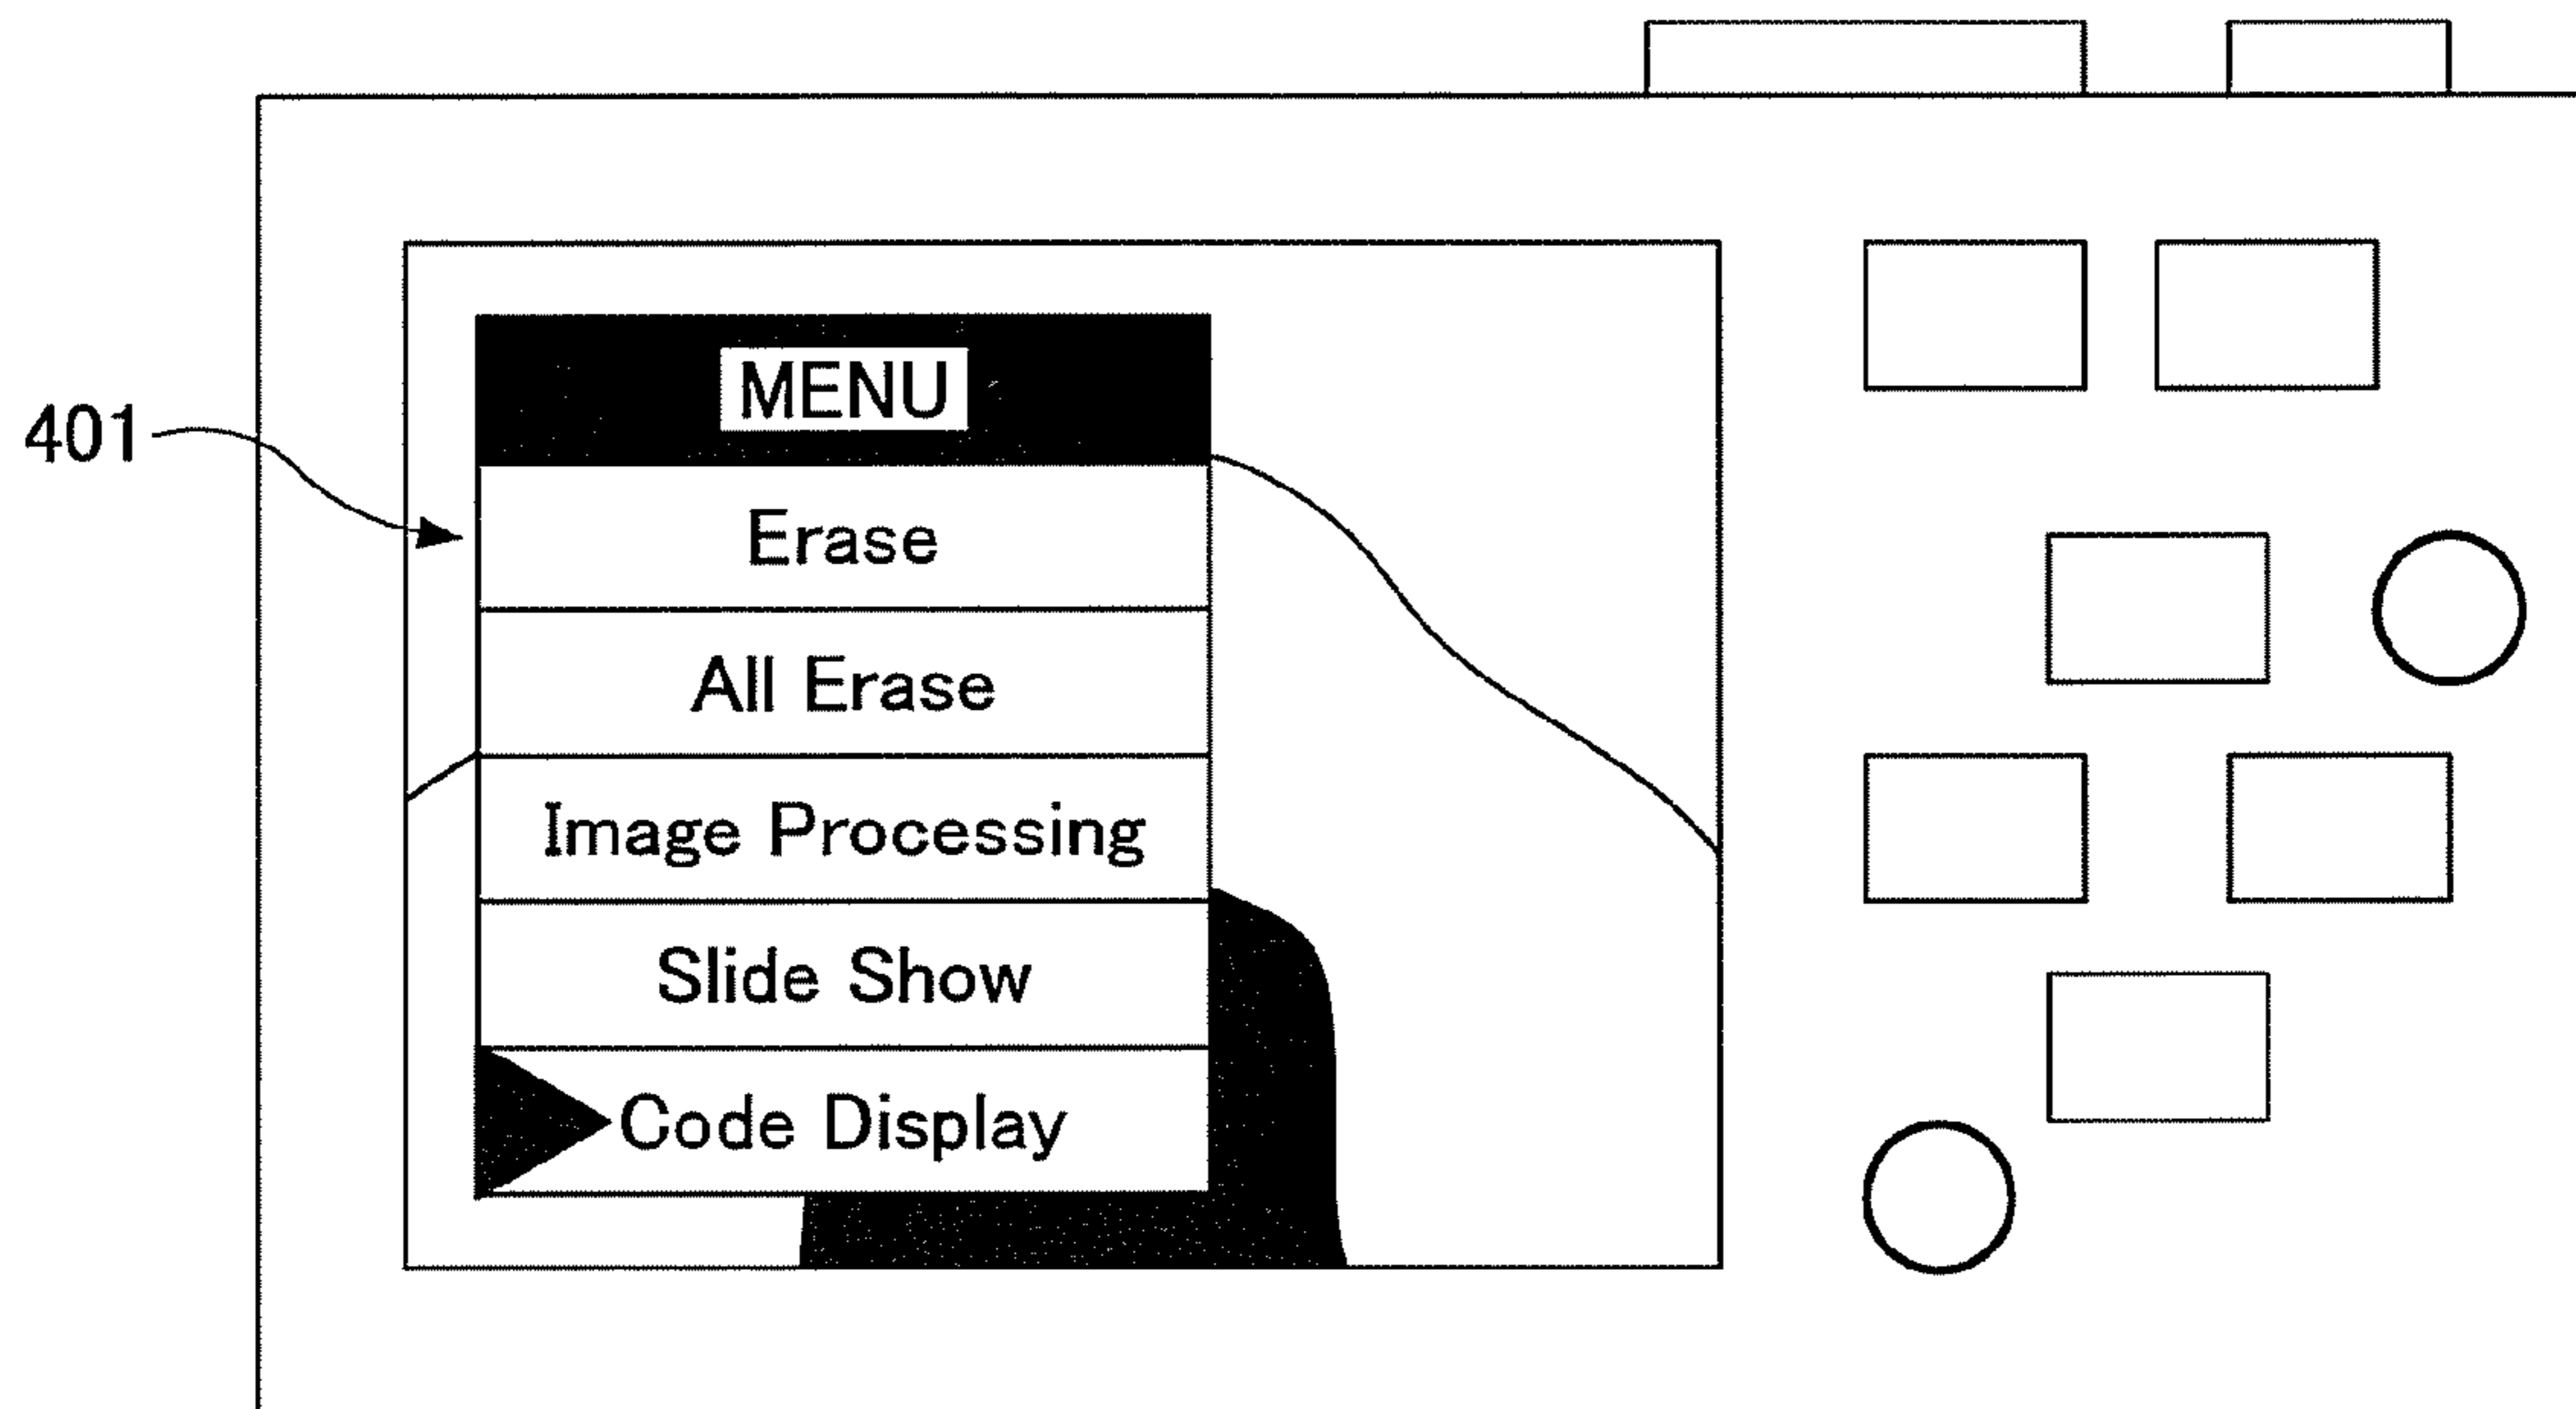 MENU
401
Erase
All Erase
Image Processing
Slide Show
Code Display